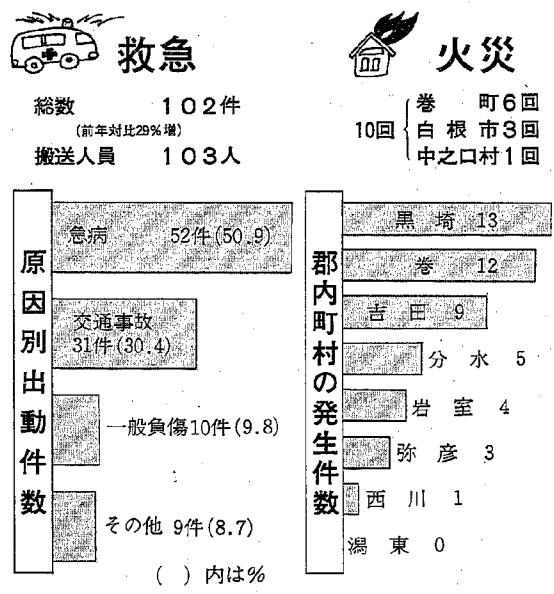 救急
総数 102件
(前年対比29%増)
搬送人員 103人
原因別出動件数
急病 52件(50.9)
交通事故
31件(30.4)
一般負傷10件(9.8)
その他 9件(8.7)
( )内は%
火災
10回
巻町6回
白根市3回
中之口村1回
郡内町村の発生件数
黒埼 13
巻 12
吉田 9
分水 5
岩室 4
弥彦 3
西川 1
潟東 0